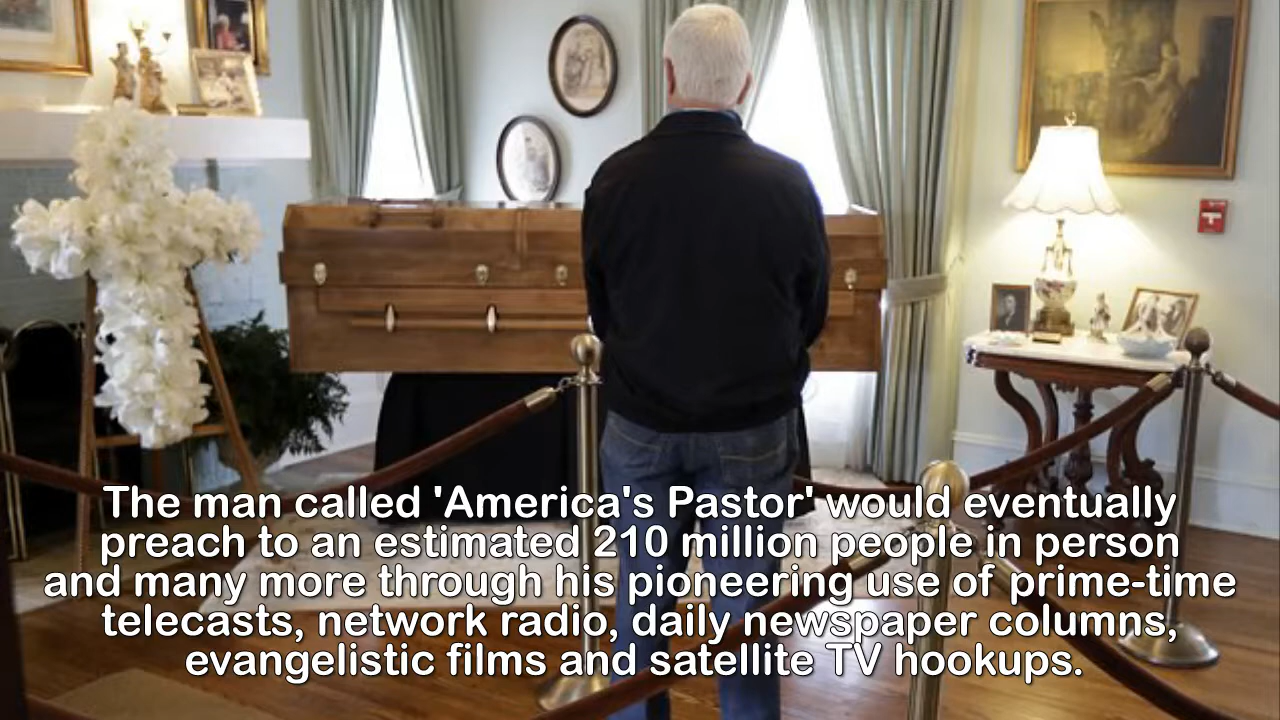 The man called 'America's Pastor' would eventually
preach to an estimated 210 million people in person
and many more through his pioneering use of prime-time
telecasts, network radio, daily newspaper columns,
evangelistic films and satellite TV hookups.